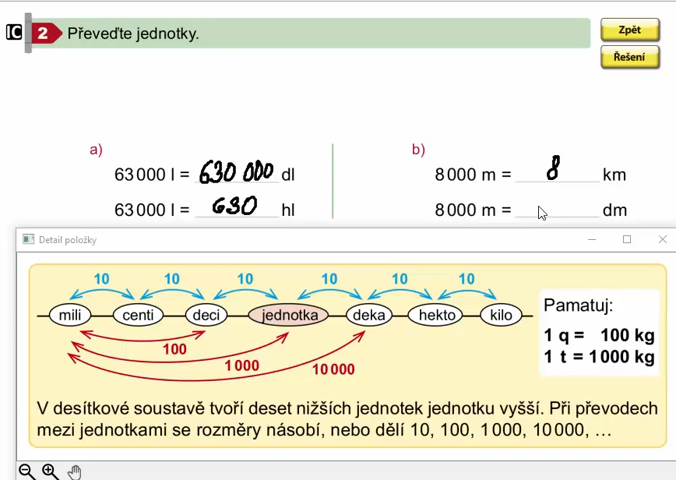 2 Převeďte jednotky.
Zpět
Řešení
a)
63 000 l = 630 000 dl
63 000 l = 630 hl
b)
8 000 m = 8 km
8 000 m = dm
Detail položky
10 10 10 10 10 10
mili centi deci jednotka deka hekto kilo
100
1 000
10 000
Pamatuj:
1 q = 100 kg
1 t = 1 000 kg
V desítkové soustavě tvoří deset nižších jednotek jednotku vyšší. Při převodech
mezi jednotkami se rozměry násobí, nebo dělí 10, 100, 1 000, 10 000, …